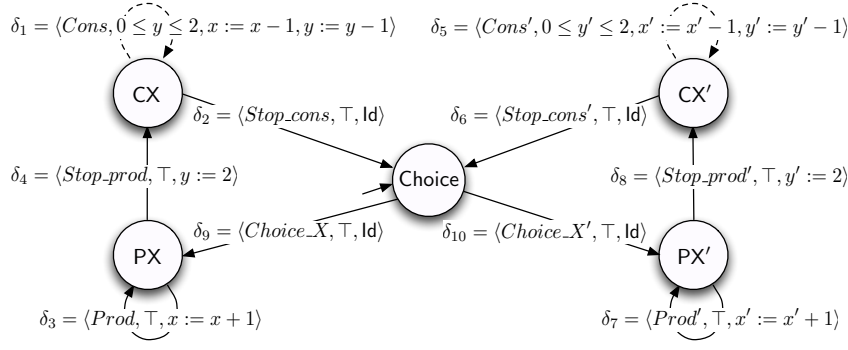 δ₁ = ⟨Cons, 0 ≤ y ≤ 2, x := x − 1, y := y − 1⟩
δ₅ = ⟨Cons′, 0 ≤ y′ ≤ 2, x′ := x′ − 1, y′ := y′ − 1⟩
CX
CX′
δ₂ = ⟨Stop_cons, ⊤, Id⟩
δ₆ = ⟨Stop_cons′, ⊤, Id⟩
δ₄ = ⟨Stop_prod, ⊤, y := 2⟩
Choice
δ₈ = ⟨Stop_prod′, ⊤, y′ := 2⟩
δ₉ = ⟨Choice_X, ⊤, Id⟩
δ₁₀ = ⟨Choice_X′, ⊤, Id⟩
PX
PX′
δ₃ = ⟨Prod, ⊤, x := x + 1⟩
δ₇ = ⟨Prod′, ⊤, x′ := x′ + 1⟩